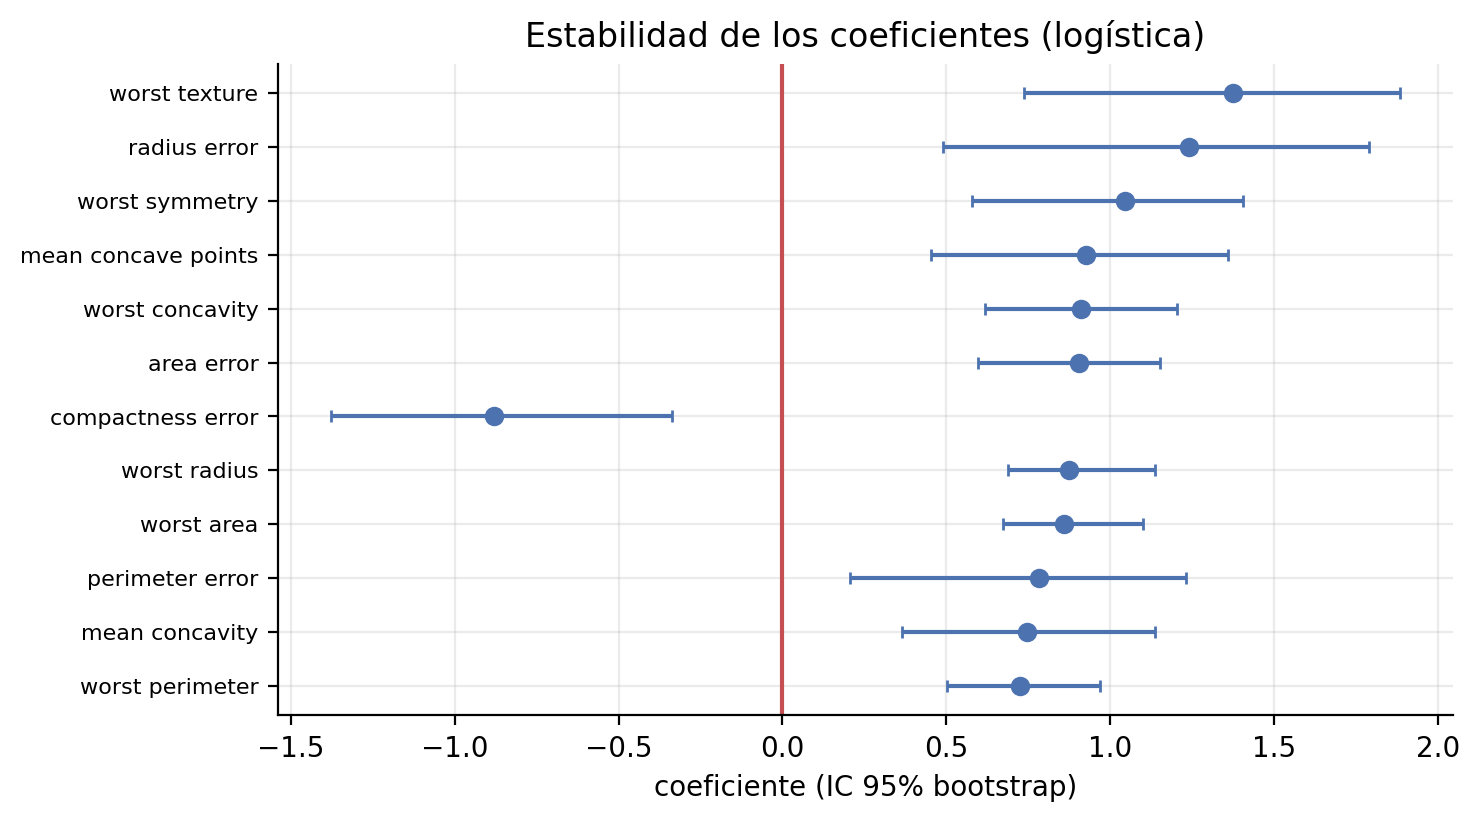 Estabilidad de los coeficientes (logística)
worst texture
radius error
worst symmetry
mean concave points
worst concavity
area error
compactness error
worst radius
worst area
perimeter error
mean concavity
worst perimeter
−1.5 −1.0 −0.5 0.0 0.5 1.0 1.5 2.0
coeficiente (IC 95% bootstrap)